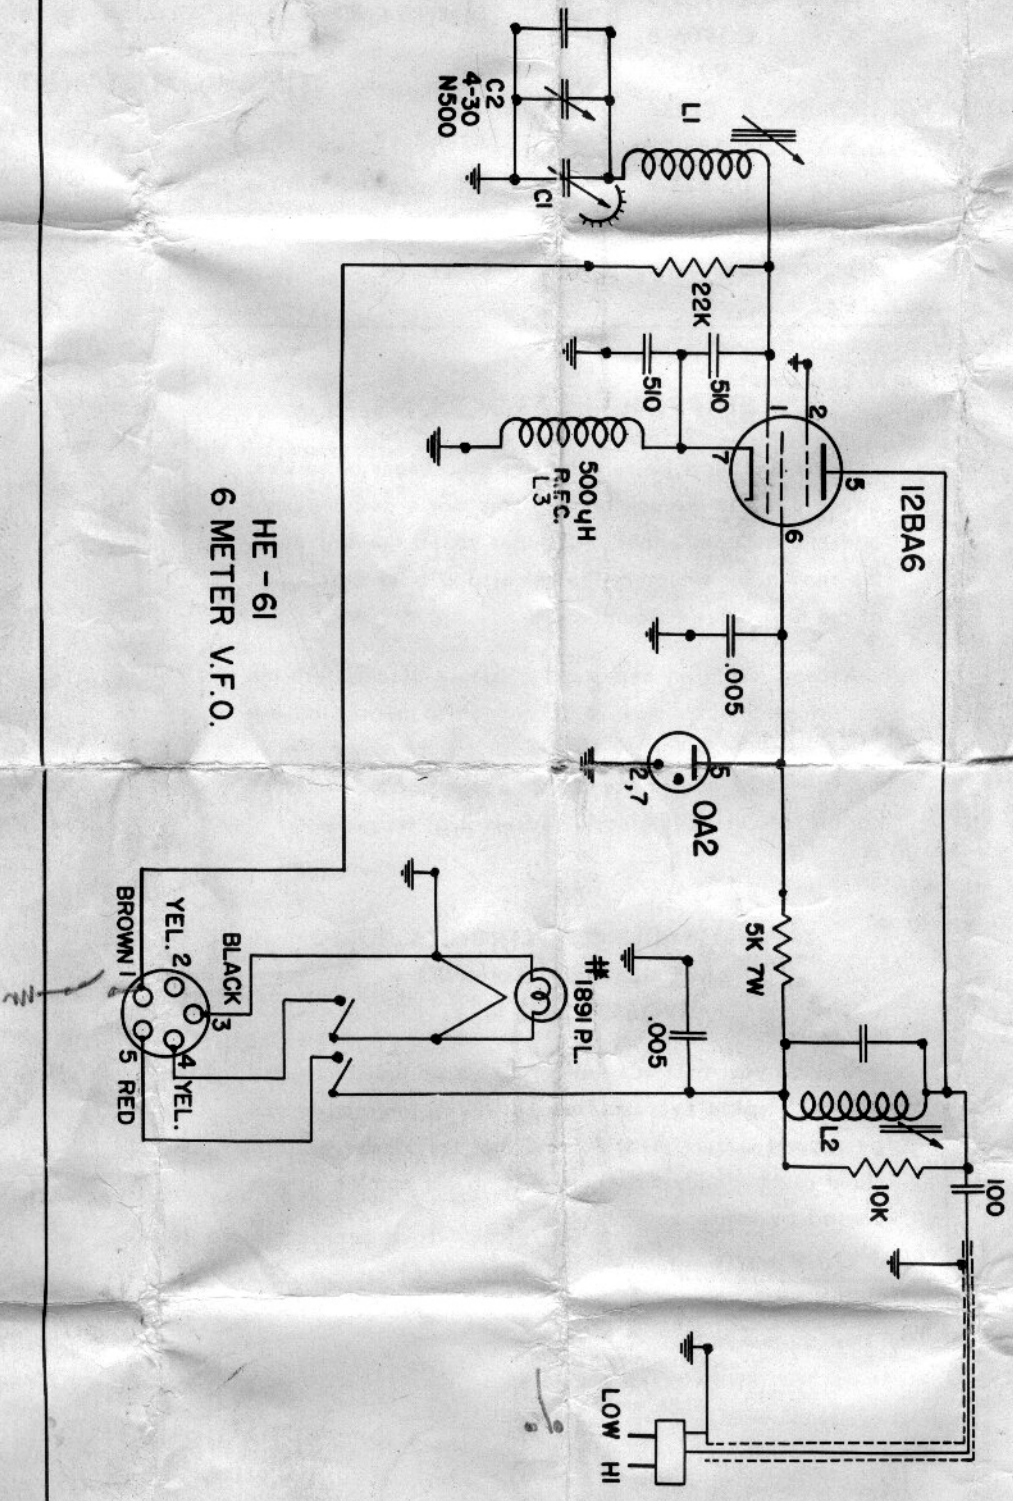 L1
C2
4-30
N500
C1
22K
510
510
1
2
5
6
7
12BA6
500 µH
R.F.C.
L3
.005
OA2
5
2,7
5K 7W
.005
L2
10K
100
# 1891 P.L.
LOW
HI
BLACK
3
YEL. 2
BROWN 1
4 YEL.
5 RED
HE-61
6 METER V.F.O.